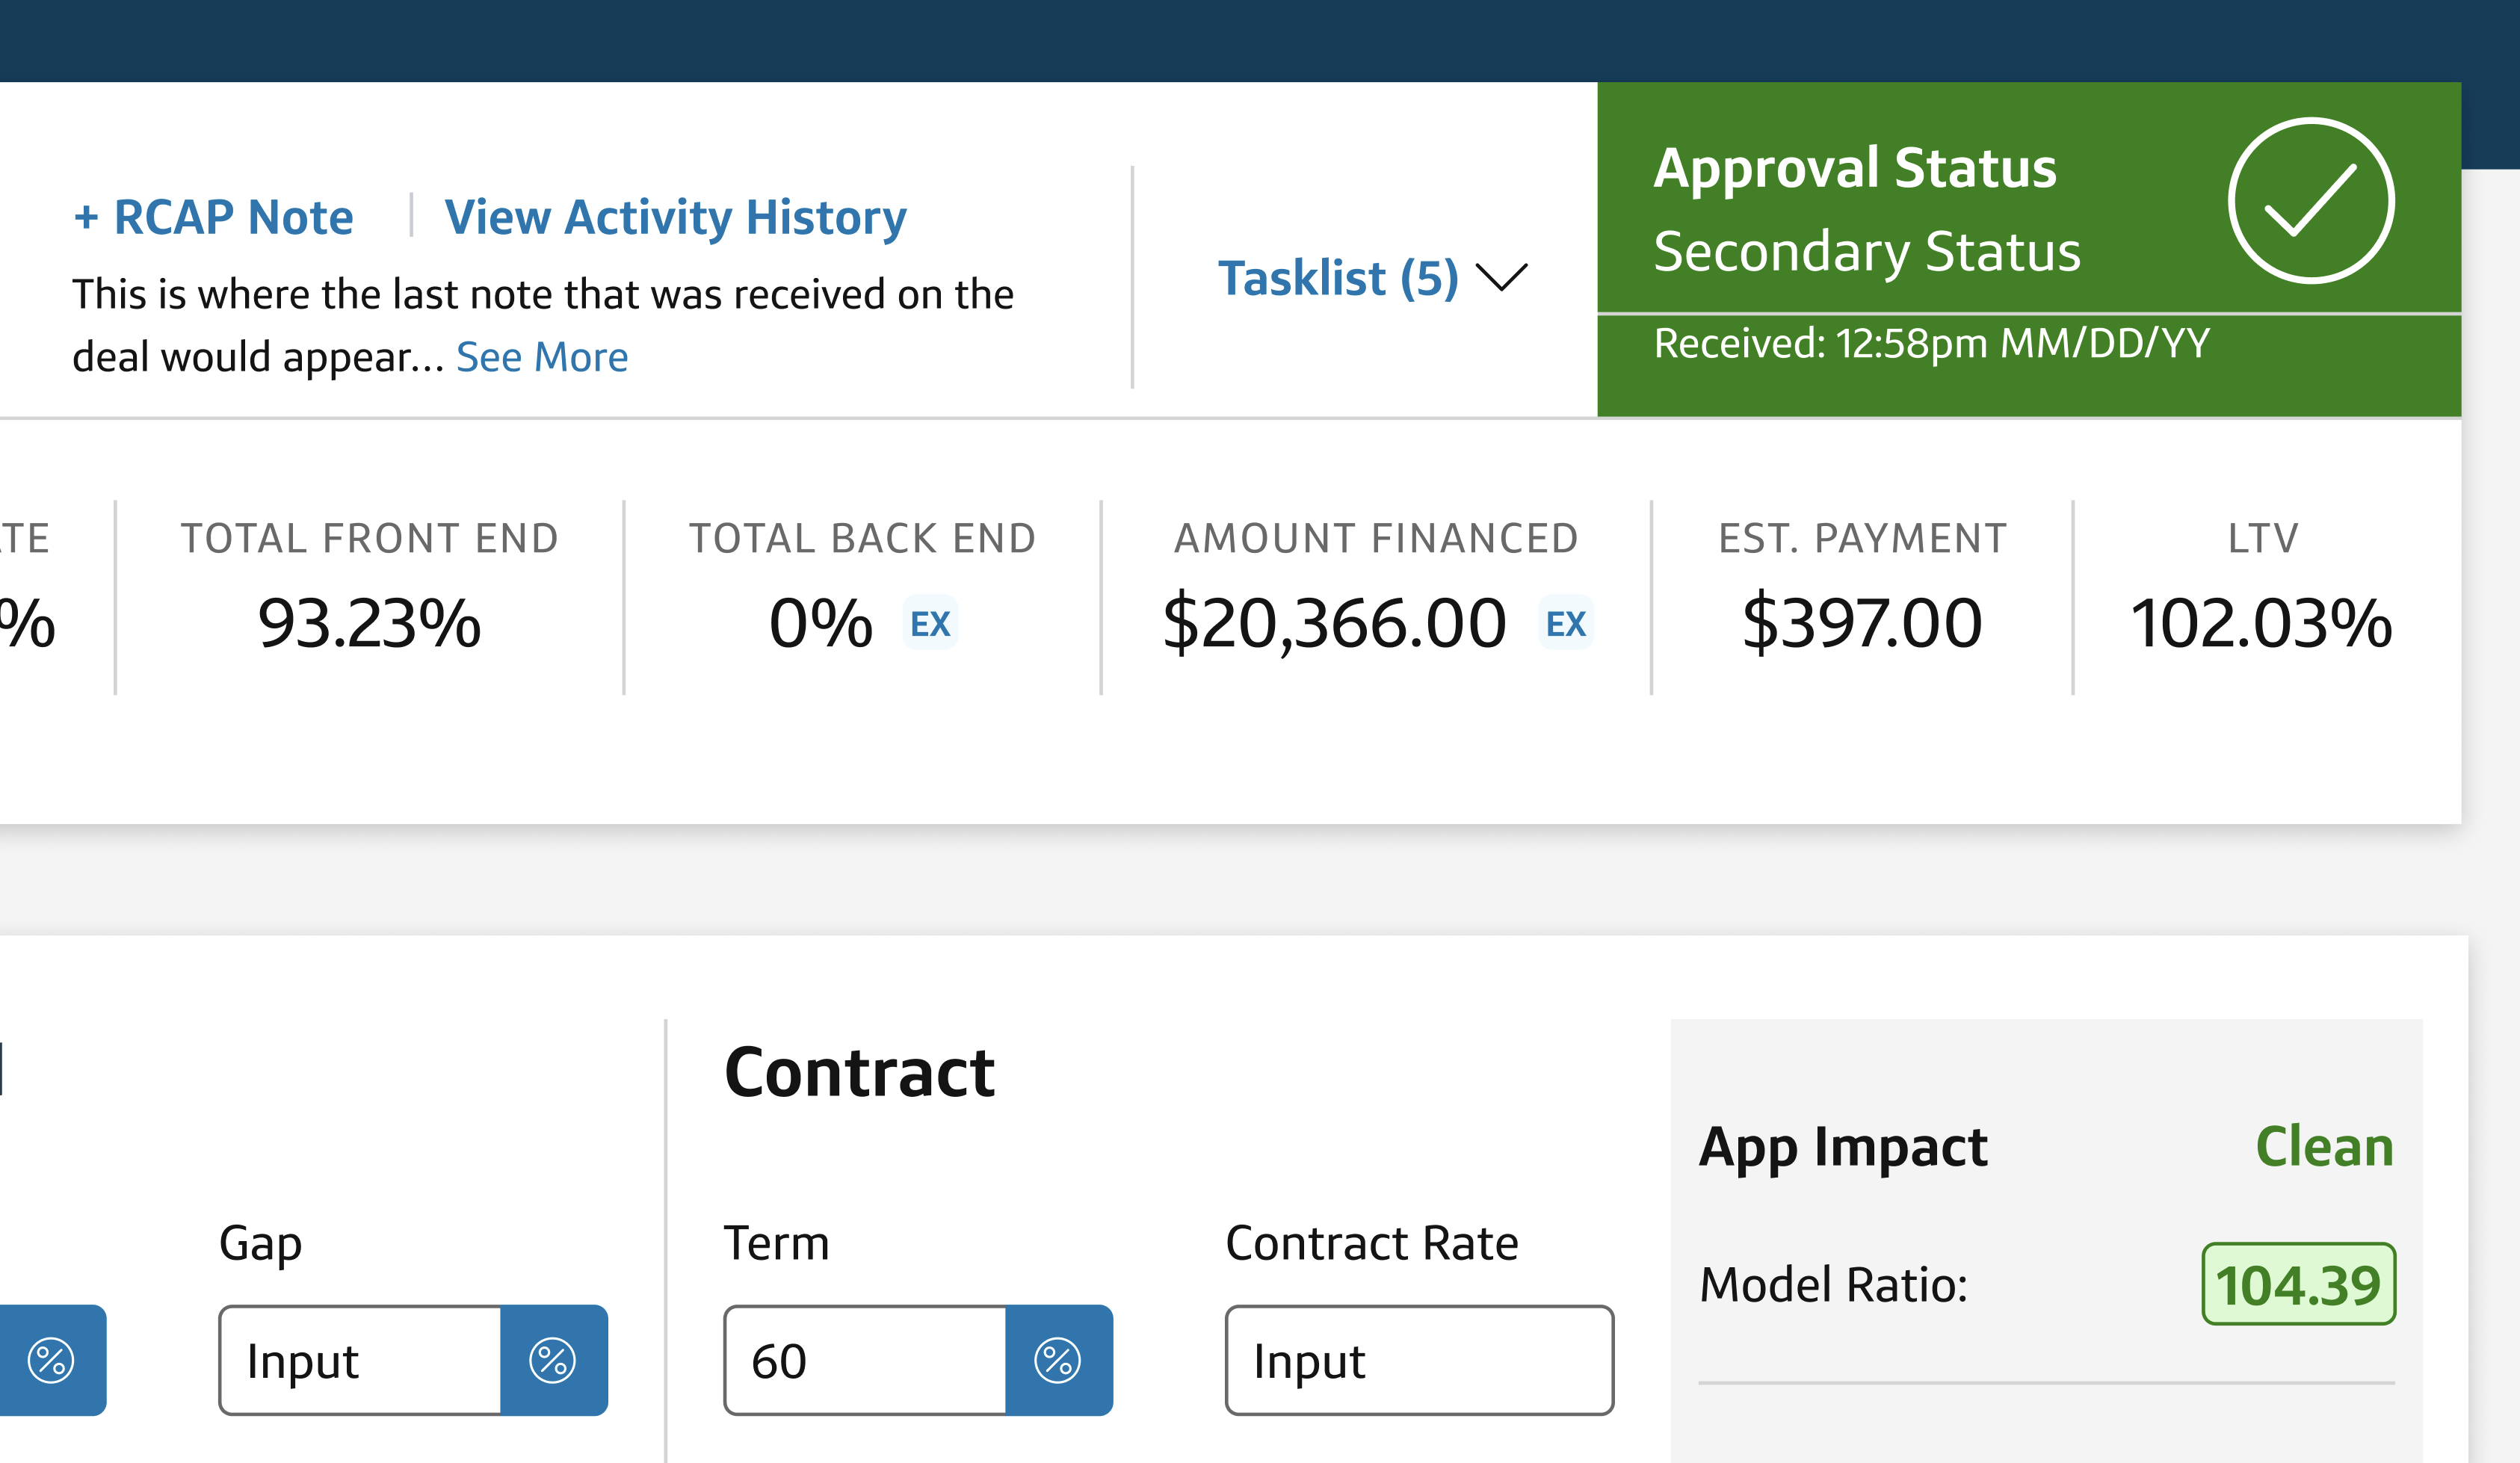 + RCAP Note
View Activity History
This is where the last note that was received on the
deal would appear... See More
Tasklist (5)
Approval Status
Secondary Status
Received: 12:58pm MM/DD/YY
TOTAL FRONT END
93.23%
TOTAL BACK END
0% EX
AMOUNT FINANCED
$20,366.00 EX
EST. PAYMENT
$397.00
LTV
102.03%
Contract
Gap
Input
Term
60
Contract Rate
Input
App Impact
Clean
Model Ratio:
104.39